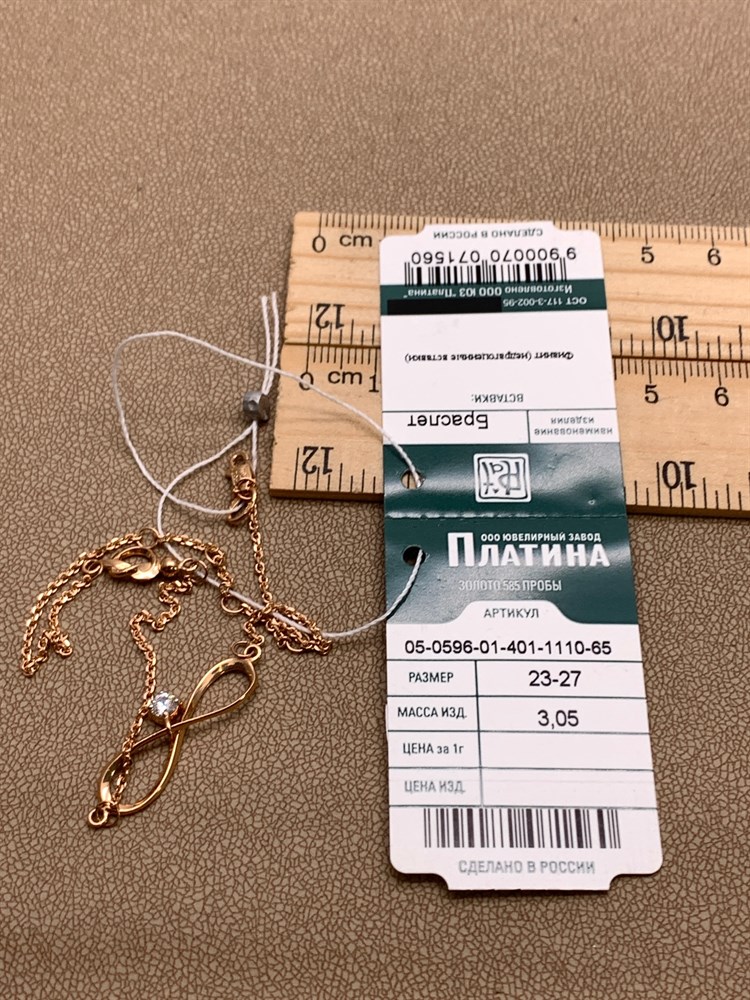 СДЕЛАНО В РОССИИ
9 900070 071560
Изготовлено ООО ЮЗ "Платина"
ОСТ 117-3-002-95
Фианит (недрагоценные вставки)
ВСТАВКИ:
наименование изделия
Браслет
Plat
ООО ЮВЕЛИРНЫЙ ЗАВОД
ПЛАТИНА
ЗОЛОТО 585 ПРОБЫ
АРТИКУЛ
05-0596-01-401-1110-65
РАЗМЕР 23-27
МАССА ИЗД. 3,05
ЦЕНА за 1г
ЦЕНА ИЗД.
СДЕЛАНО В РОССИИ
0 cm 5 6
12 10
0 cm 1 5 6
12 10